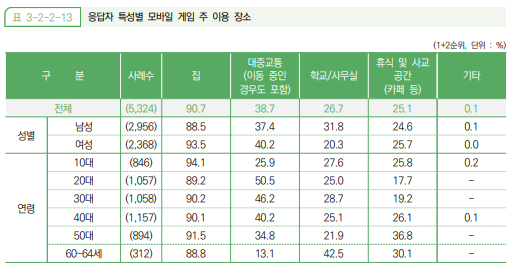 표 3-2-2-13 응답자 특성별 모바일 게임 주 이용 장소
(1+2순위, 단위 : %)
구 분 사례수 집 대중교통 (이동 중인 경우도 포함) 학교/사무실 휴식 및 사교 공간 (카페 등) 기타
전체 (5,324) 90.7 38.7 26.7 25.1 0.1
성별 남성 (2,956) 88.5 37.4 31.8 24.6 0.1
여성 (2,368) 93.5 40.2 20.3 25.7 0.0
연령 10대 (846) 94.1 25.9 27.6 25.8 0.2
20대 (1,057) 89.2 50.5 25.0 17.7 -
30대 (1,058) 90.2 46.2 28.7 19.2 -
40대 (1,157) 90.1 40.2 25.1 26.1 0.1
50대 (894) 91.5 34.8 21.9 36.8 -
60-64세 (312) 88.8 13.1 42.5 30.1 -